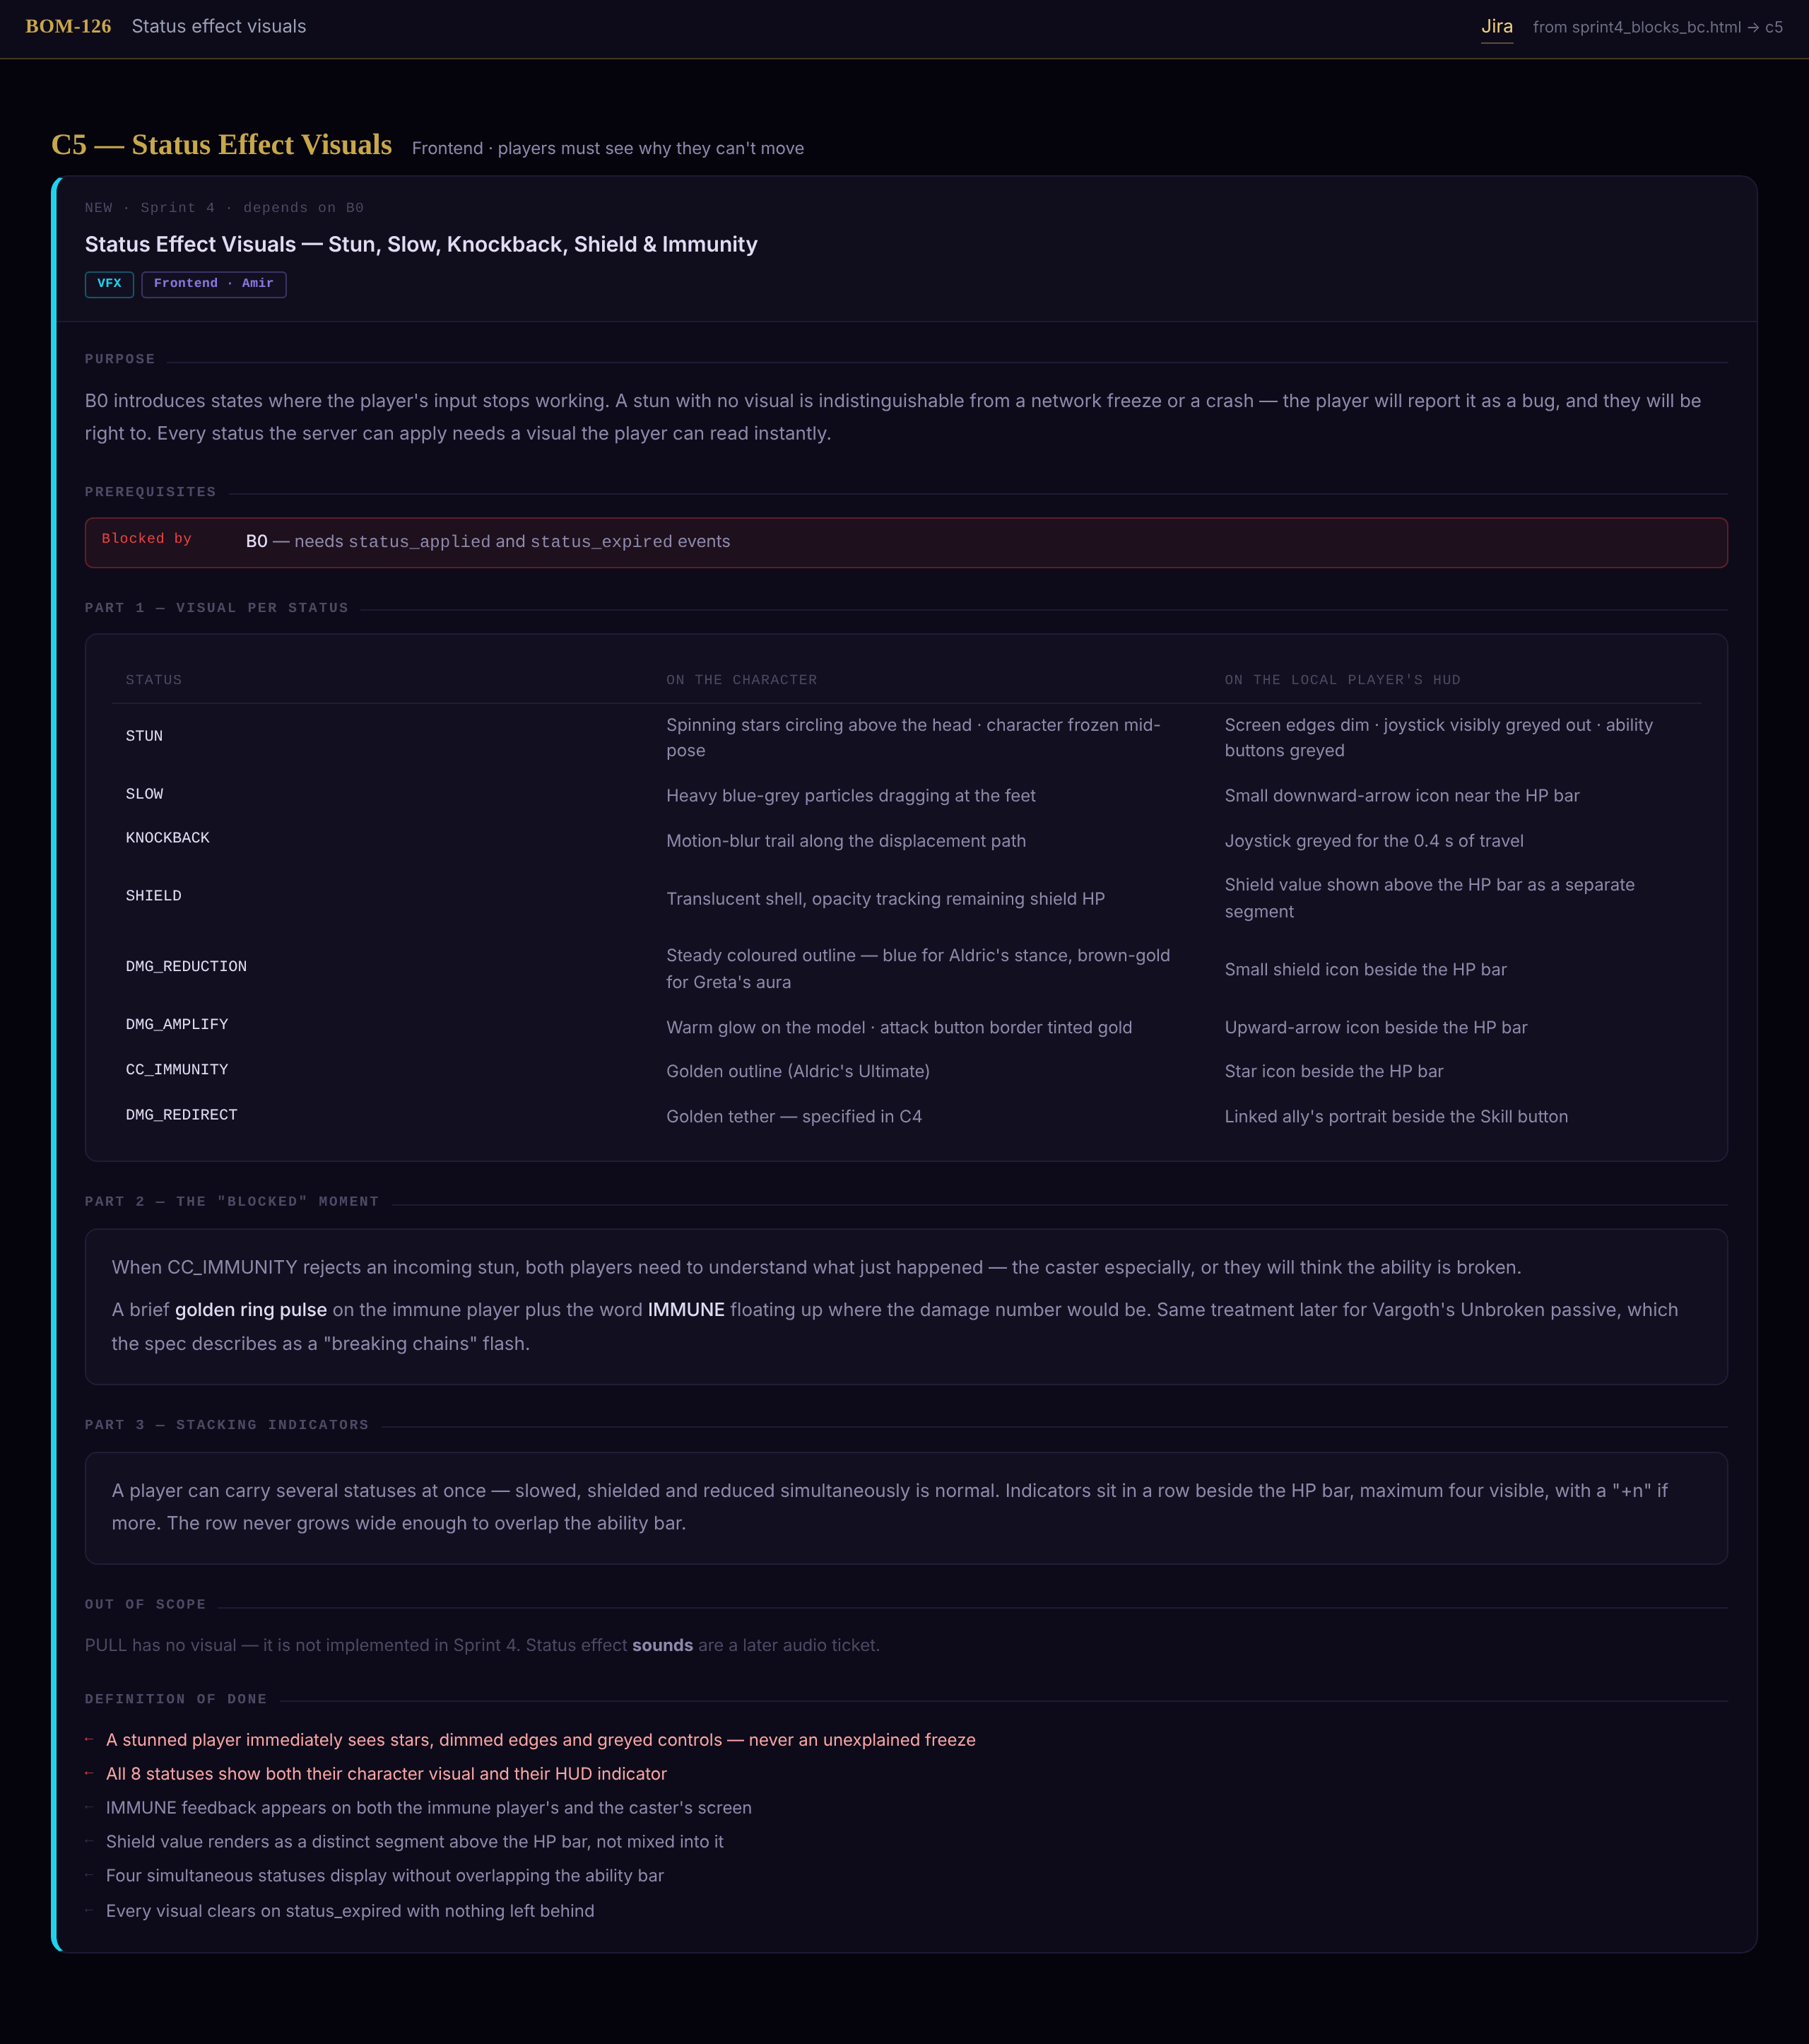 BOM-126 Status effect visuals
Jira from sprint4_blocks_bc.html → c5
C5 — Status Effect Visuals Frontend · players must see why they can't move
NEW · Sprint 4 · depends on B0
Status Effect Visuals — Stun, Slow, Knockback, Shield & Immunity
VFX Frontend · Amir
PURPOSE
B0 introduces states where the player's input stops working. A stun with no visual is indistinguishable from a network freeze or a crash — the player will report it as a bug, and they will be
right to. Every status the server can apply needs a visual the player can read instantly.
PREREQUISITES
Blocked by B0 — needs status_applied and status_expired events
PART 1 — VISUAL PER STATUS
STATUS ON THE CHARACTER ON THE LOCAL PLAYER'S HUD
STUN
Spinning stars circling above the head · character frozen mid-
pose
Screen edges dim · joystick visibly greyed out · ability
buttons greyed
SLOW Heavy blue-grey particles dragging at the feet Small downward-arrow icon near the HP bar
KNOCKBACK Motion-blur trail along the displacement path Joystick greyed for the 0.4 s of travel
SHIELD Translucent shell, opacity tracking remaining shield HP
Shield value shown above the HP bar as a separate
segment
DMG_REDUCTION
Steady coloured outline — blue for Aldric's stance, brown-gold
for Greta's aura
Small shield icon beside the HP bar
DMG_AMPLIFY Warm glow on the model · attack button border tinted gold Upward-arrow icon beside the HP bar
CC_IMMUNITY Golden outline (Aldric's Ultimate) Star icon beside the HP bar
DMG_REDIRECT Golden tether — specified in C4 Linked ally's portrait beside the Skill button
PART 2 — THE "BLOCKED" MOMENT
When CC_IMMUNITY rejects an incoming stun, both players need to understand what just happened — the caster especially, or they will think the ability is broken.
A brief golden ring pulse on the immune player plus the word IMMUNE floating up where the damage number would be. Same treatment later for Vargoth's Unbroken passive, which
the spec describes as a "breaking chains" flash.
PART 3 — STACKING INDICATORS
A player can carry several statuses at once — slowed, shielded and reduced simultaneously is normal. Indicators sit in a row beside the HP bar, maximum four visible, with a "+n" if
more. The row never grows wide enough to overlap the ability bar.
OUT OF SCOPE
PULL has no visual — it is not implemented in Sprint 4. Status effect sounds are a later audio ticket.
DEFINITION OF DONE
← A stunned player immediately sees stars, dimmed edges and greyed controls — never an unexplained freeze
← All 8 statuses show both their character visual and their HUD indicator
← IMMUNE feedback appears on both the immune player's and the caster's screen
← Shield value renders as a distinct segment above the HP bar, not mixed into it
← Four simultaneous statuses display without overlapping the ability bar
← Every visual clears on status_expired with nothing left behind